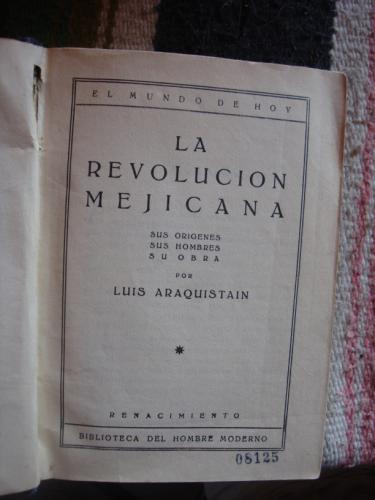 EL MUNDO DE HOY
LA
REVOLUCION
MEJICANA
SUS ORIGENES
SUS HOMBRES
SU OBRA
POR
LUIS ARAQUISTAIN
RENACIMIENTO
BIBLIOTECA DEL HOMBRE MODERNO
08125